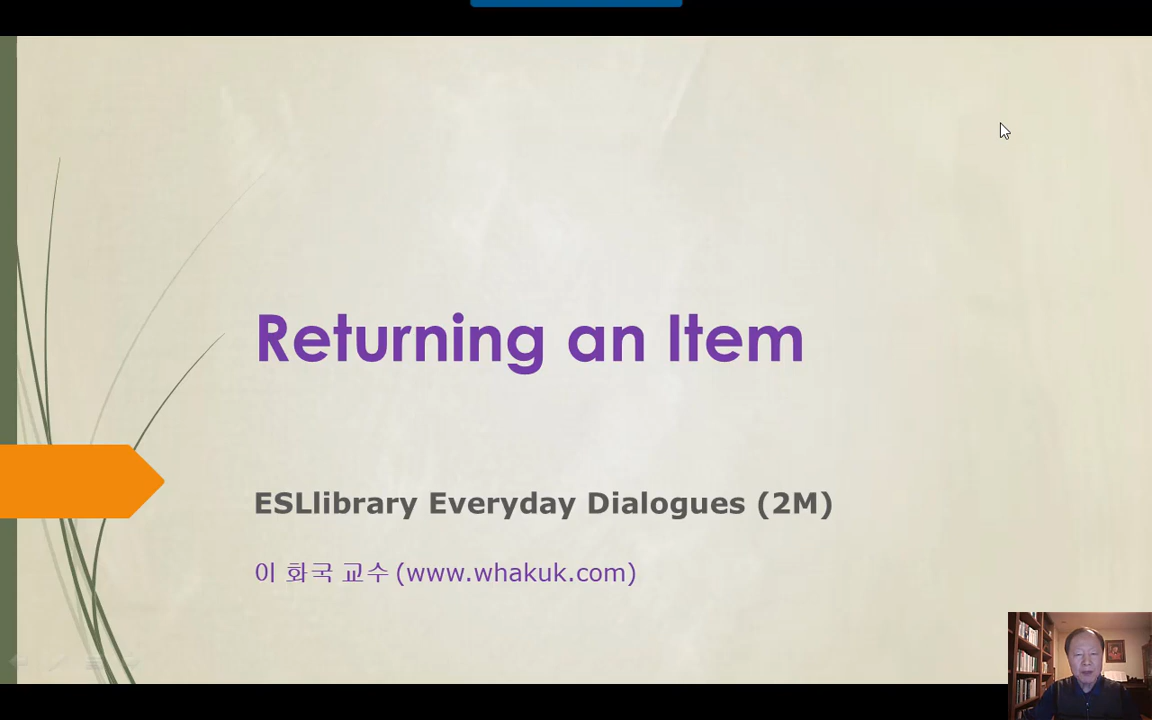 Returning an Item
ESLlibrary Everyday Dialogues (2M)
이 화국 교수 (www.whakuk.com)